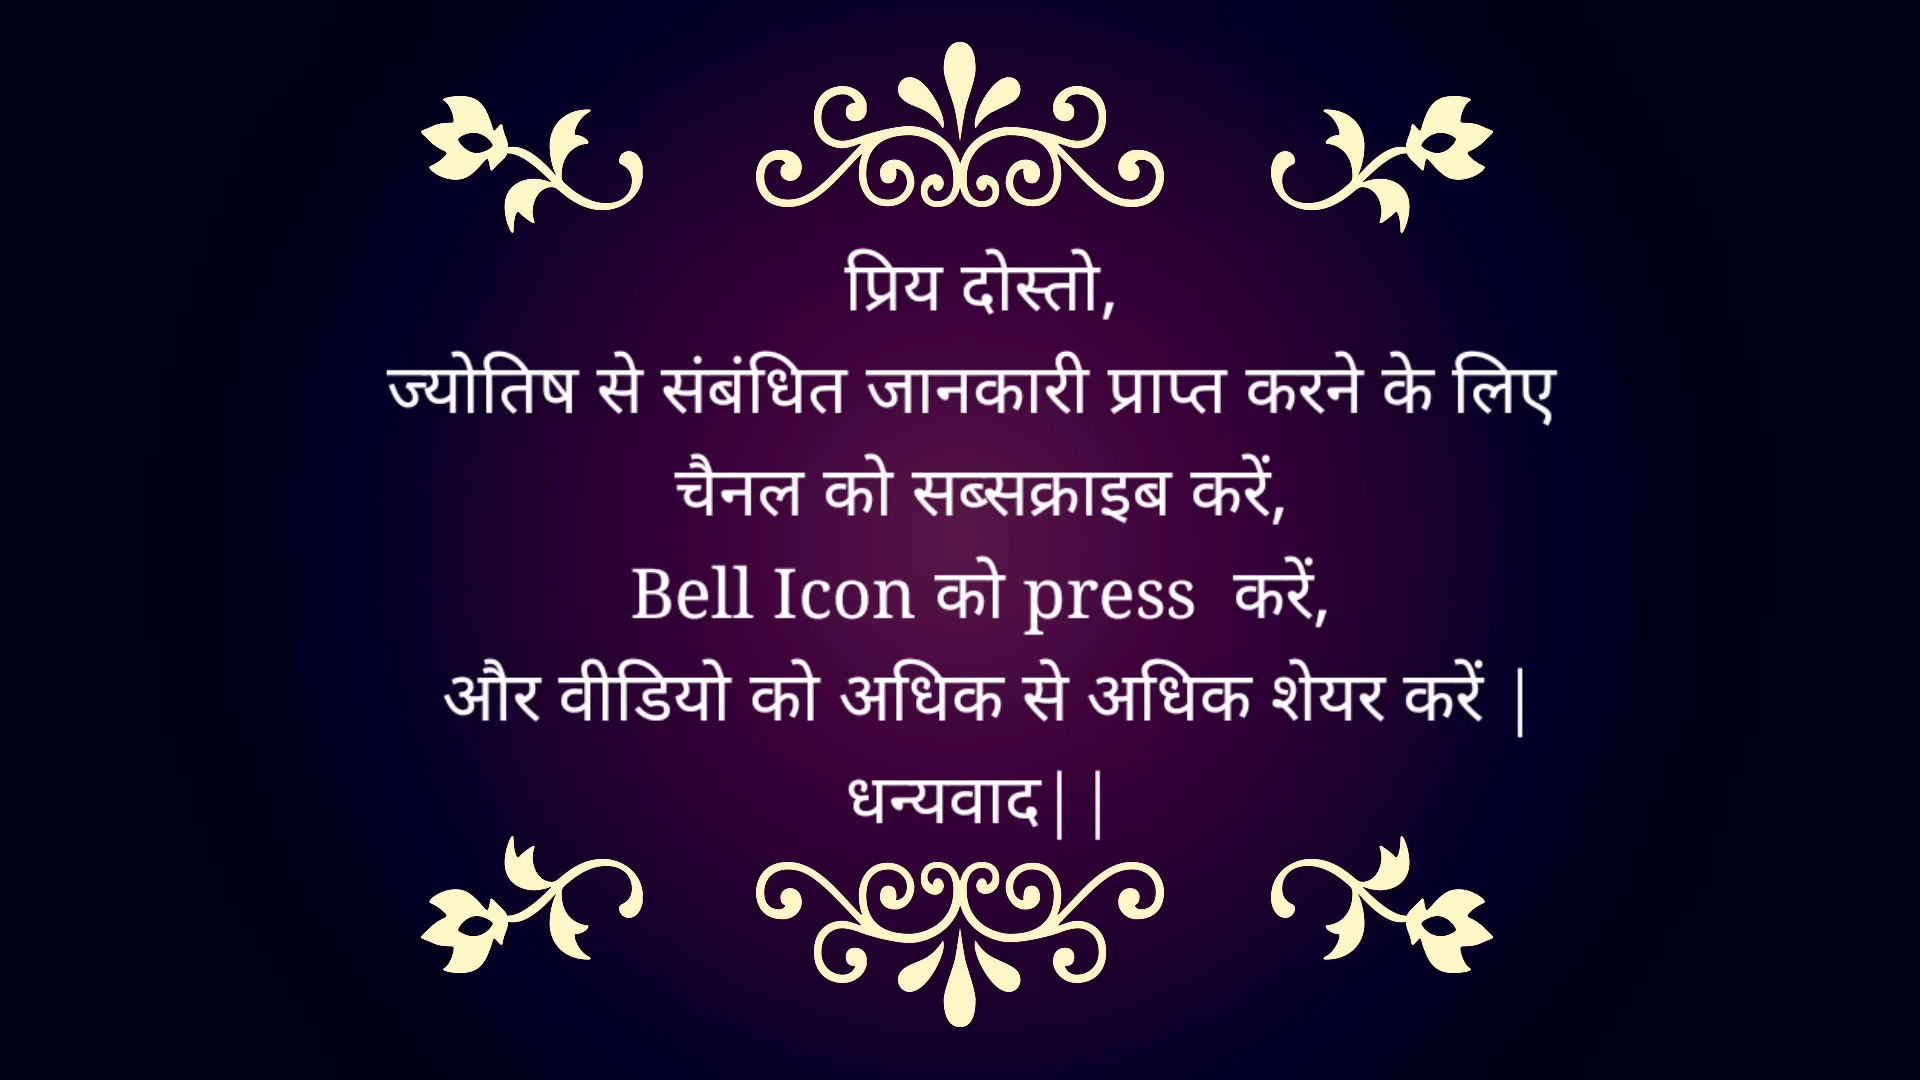 प्रिय दोस्तो,
ज्योतिष से संबंधित जानकारी प्राप्त करने के लिए
चैनल को सब्सक्राइब करें,
Bell Icon को press  करें,
और वीडियो को अधिक से अधिक शेयर करें |
धन्यवाद||